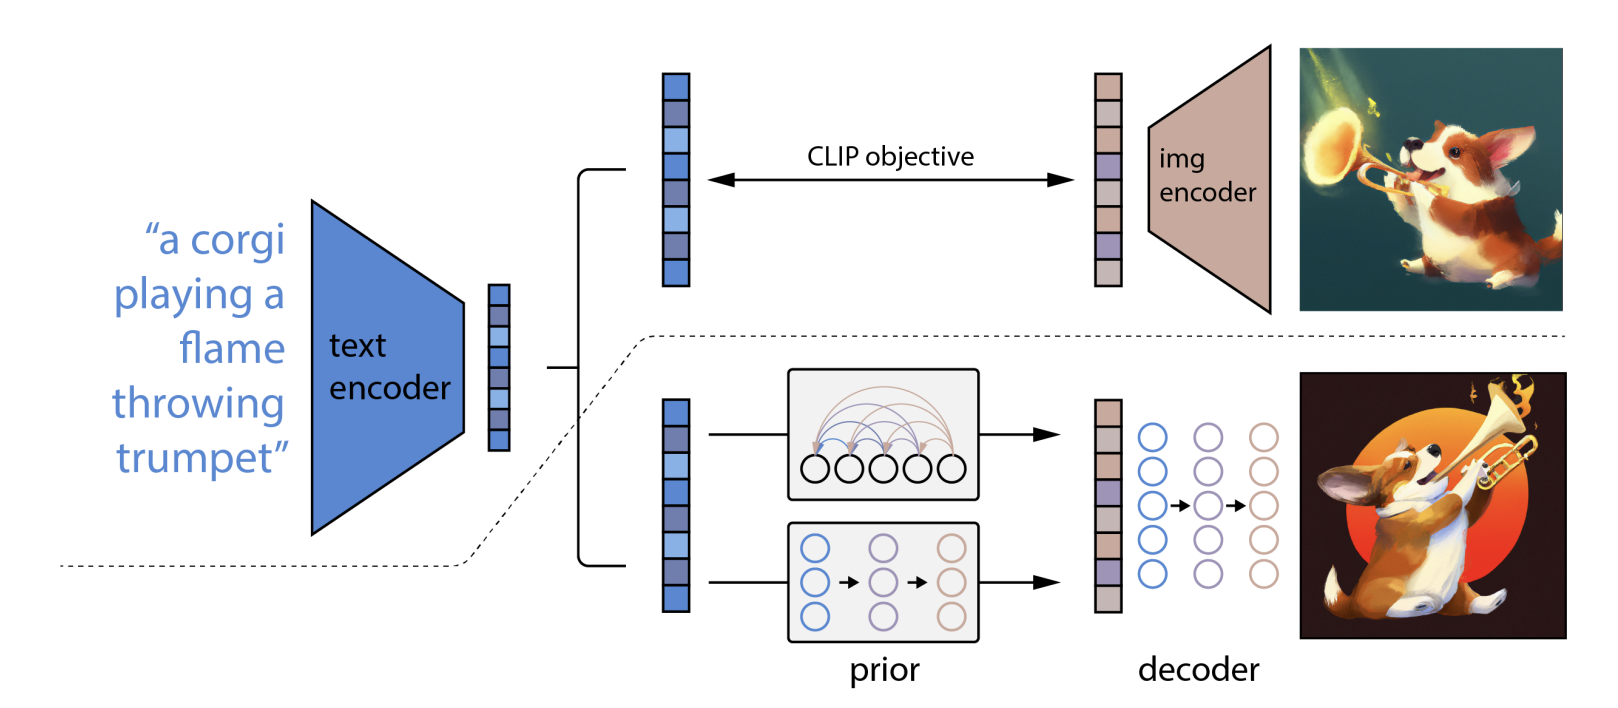 “a corgi
playing a
flame
throwing
trumpet”
text
encoder
CLIP objective
img
encoder
prior
decoder